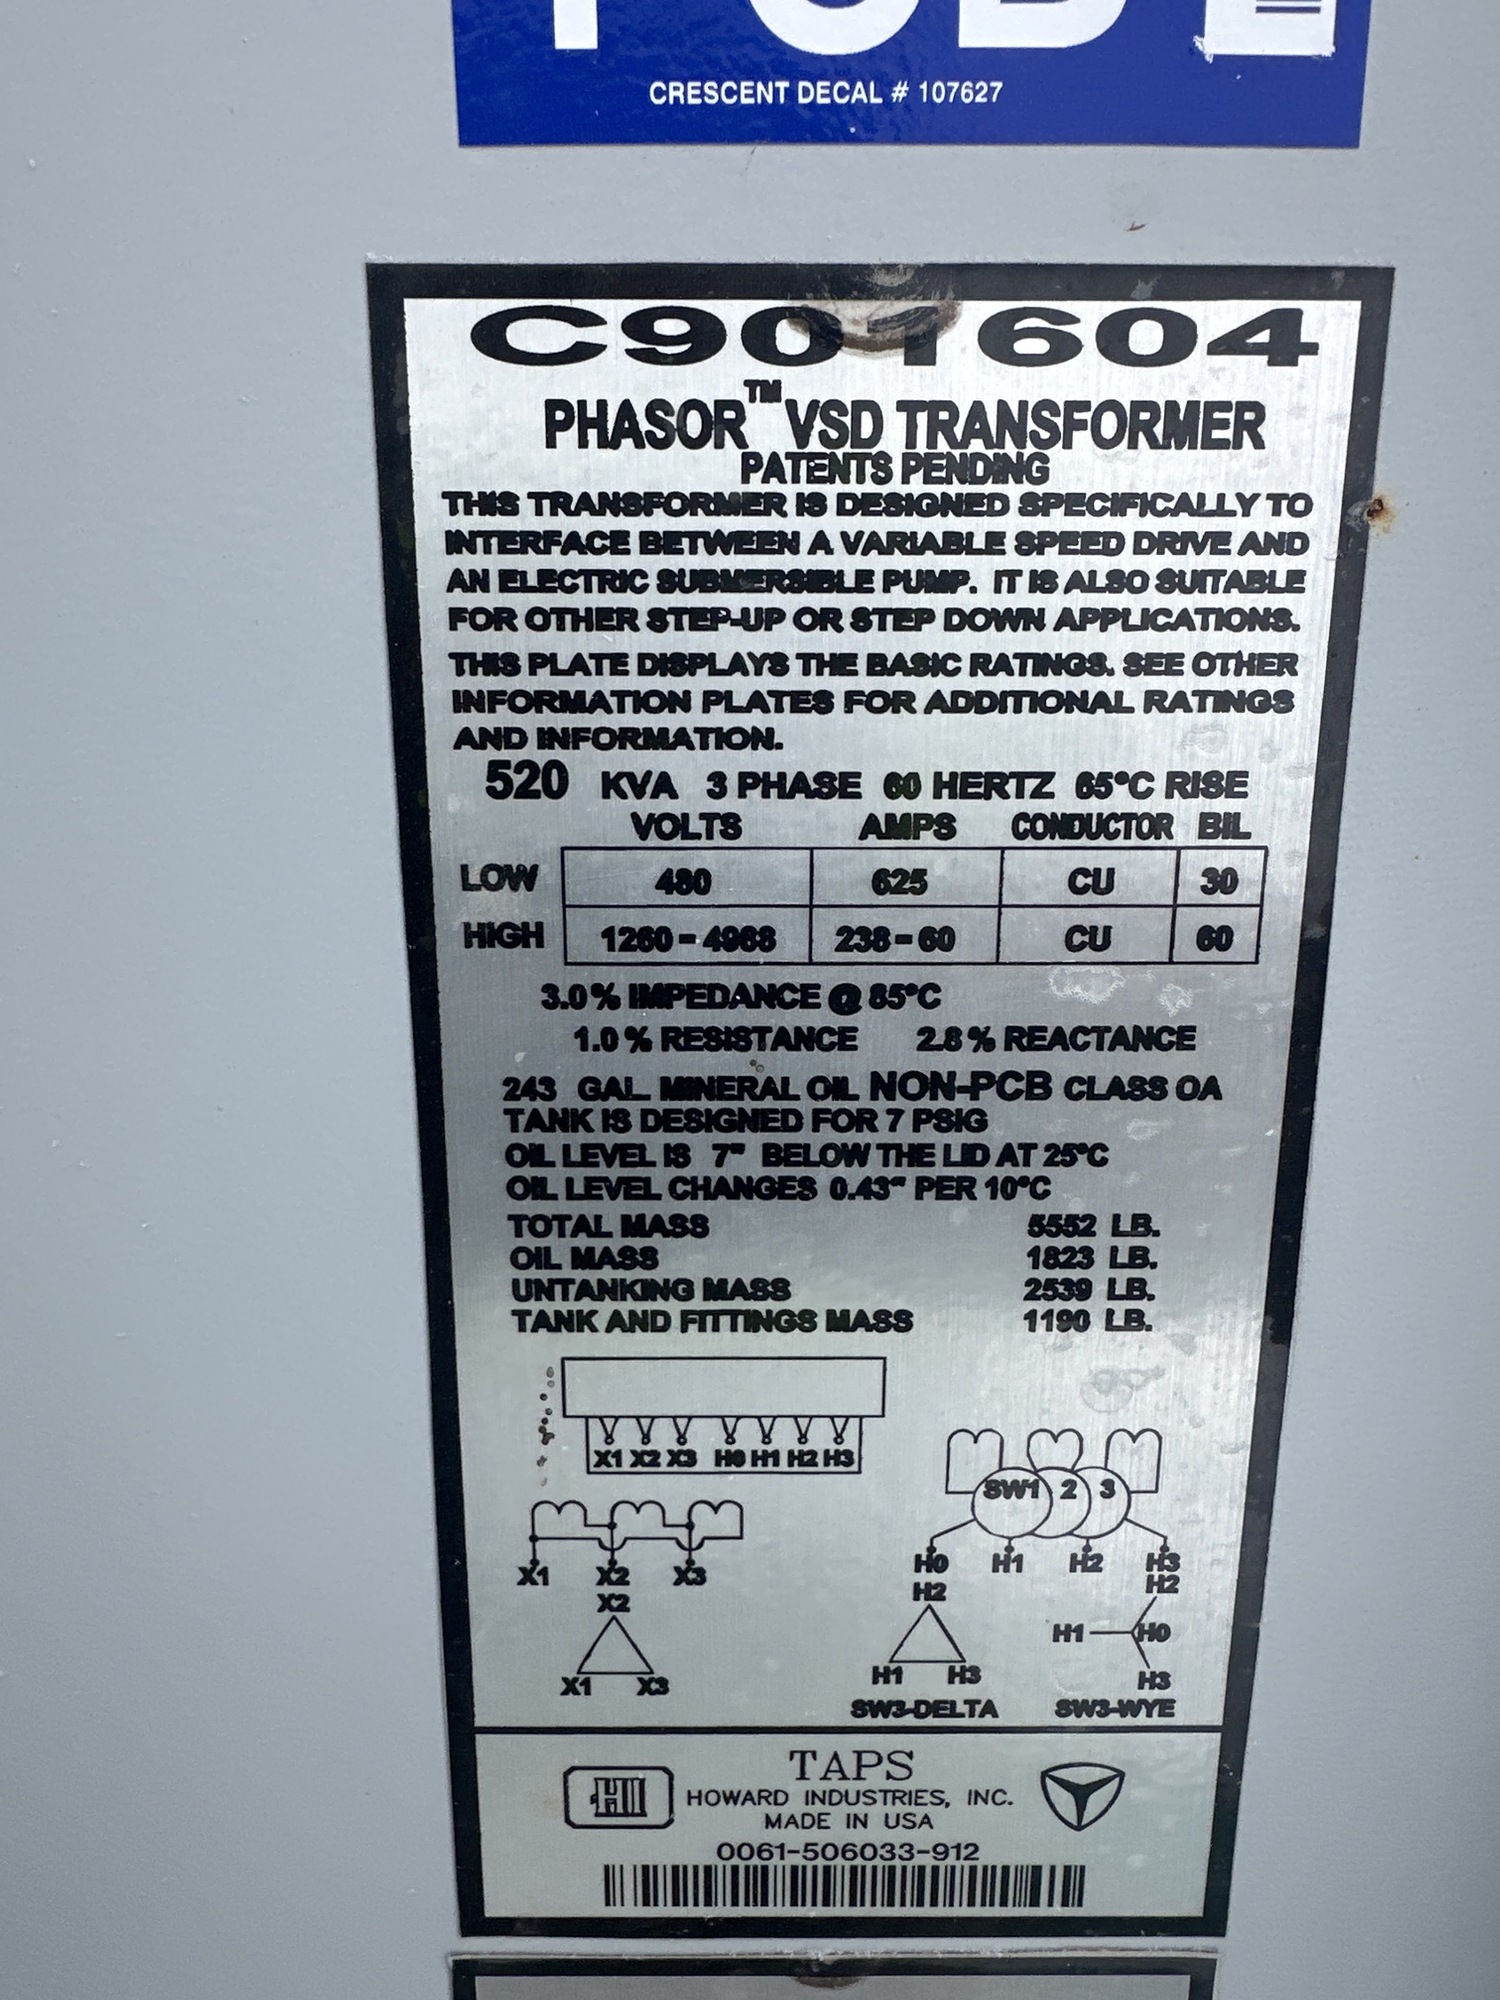 CRESCENT DECAL # 107627
C901604
PHASOR™ VSD TRANSFORMER
PATENTS PENDING
THIS TRANSFORMER IS DESIGNED SPECIFICALLY TO
INTERFACE BETWEEN A VARIABLE SPEED DRIVE AND
AN ELECTRIC SUBMERSIBLE PUMP. IT IS ALSO SUITABLE
FOR OTHER STEP-UP OR STEP DOWN APPLICATIONS.
THIS PLATE DISPLAYS THE BASIC RATINGS. SEE OTHER
INFORMATION PLATES FOR ADDITIONAL RATINGS
AND INFORMATION.
520 KVA 3 PHASE 60 HERTZ 65°C RISE
VOLTS AMPS CONDUCTOR BIL
LOW 480 625 CU 30
HIGH 1260-4968 238-60 CU 60
3.0% IMPEDANCE @ 85°C
1.0% RESISTANCE 2.8% REACTANCE
243 GAL. MINERAL OIL NON-PCB CLASS OA
TANK IS DESIGNED FOR 7 PSIG
OIL LEVEL IS 7" BELOW THE LID AT 25°C
OIL LEVEL CHANGES 0.43" PER 10°C
TOTAL MASS 5552 LB.
OIL MASS 1823 LB.
UNTANKING MASS 2539 LB.
TANK AND FITTINGS MASS 1190 LB.
X1 X2 X3 H0 H1 H2 H3
SW1 2 3
X1 X2 X3
H0 H1 H2 H3
X2
X1 X3
H2
H1 H3
SW3-DELTA
H2
H1 H0
H3
SW3-WYE
HI
TAPS
HOWARD INDUSTRIES, INC.
MADE IN USA
0061-506033-912